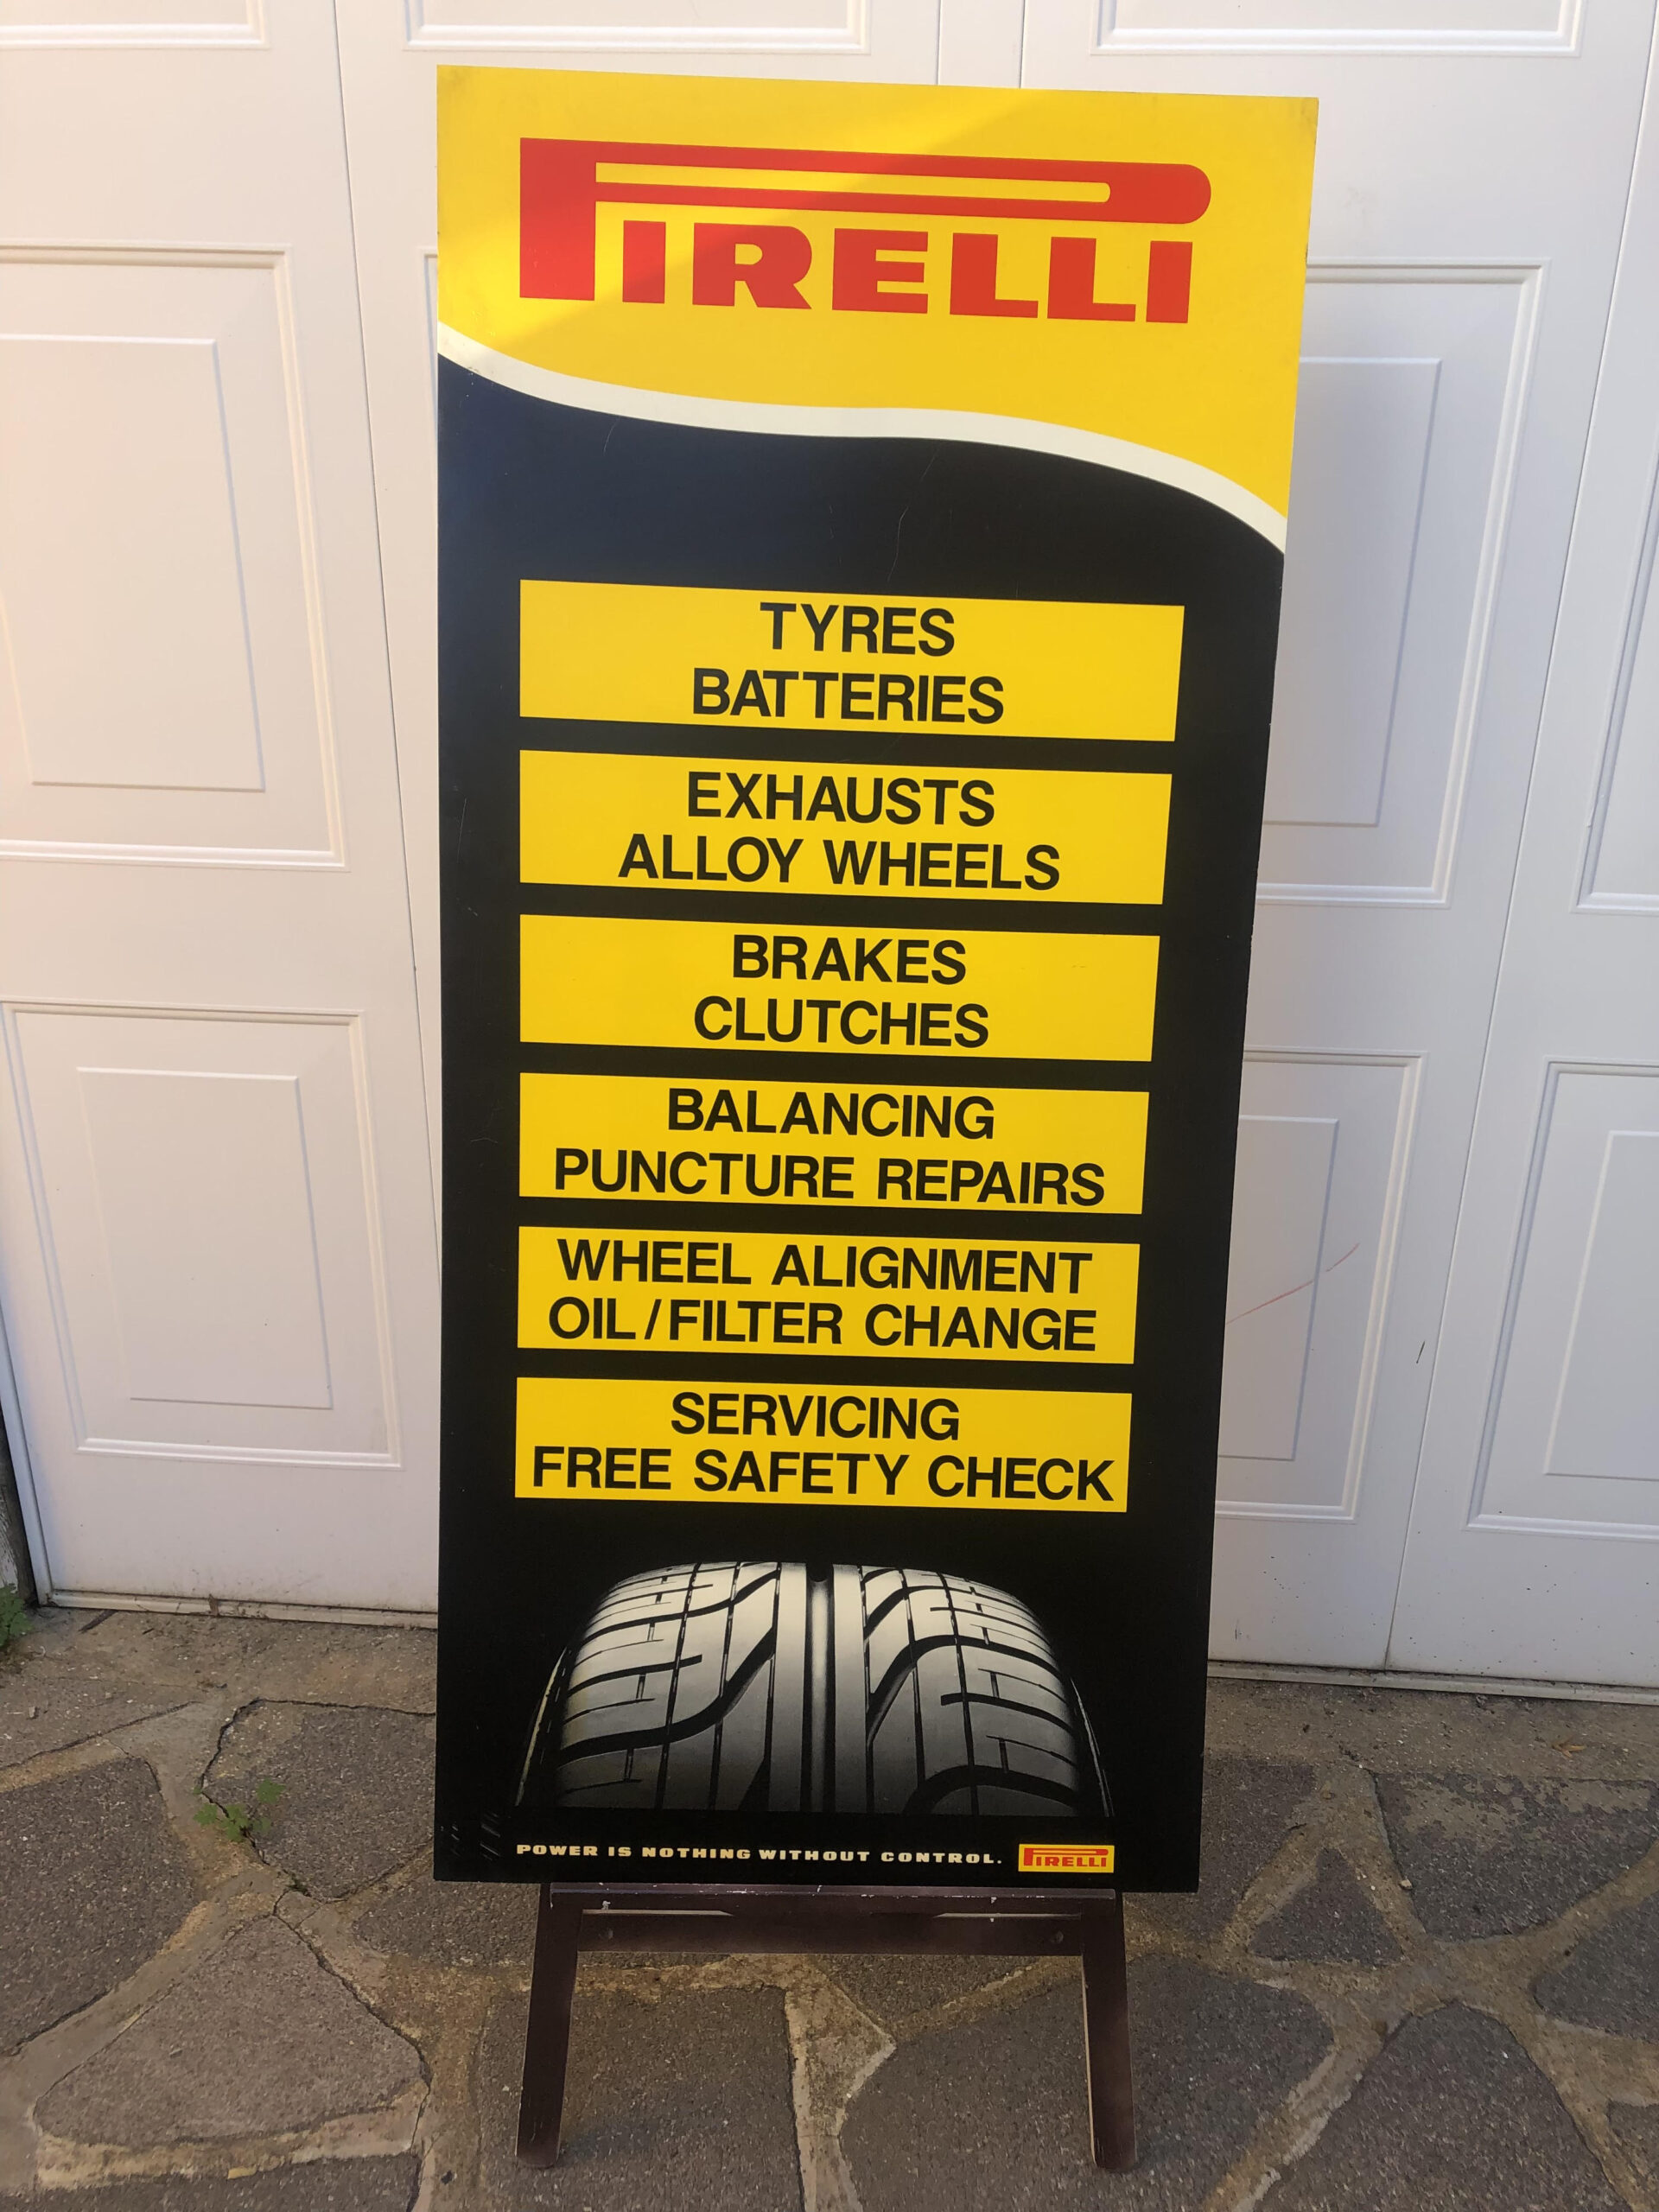 PIRELLI
TYRES
BATTERIES
EXHAUSTS
ALLOY WHEELS
BRAKES
CLUTCHES
BALANCING
PUNCTURE REPAIRS
WHEEL ALIGNMENT
OIL/FILTER CHANGE
SERVICING
FREE SAFETY CHECK
POWER IS NOTHING WITHOUT CONTROL. PIRELLI